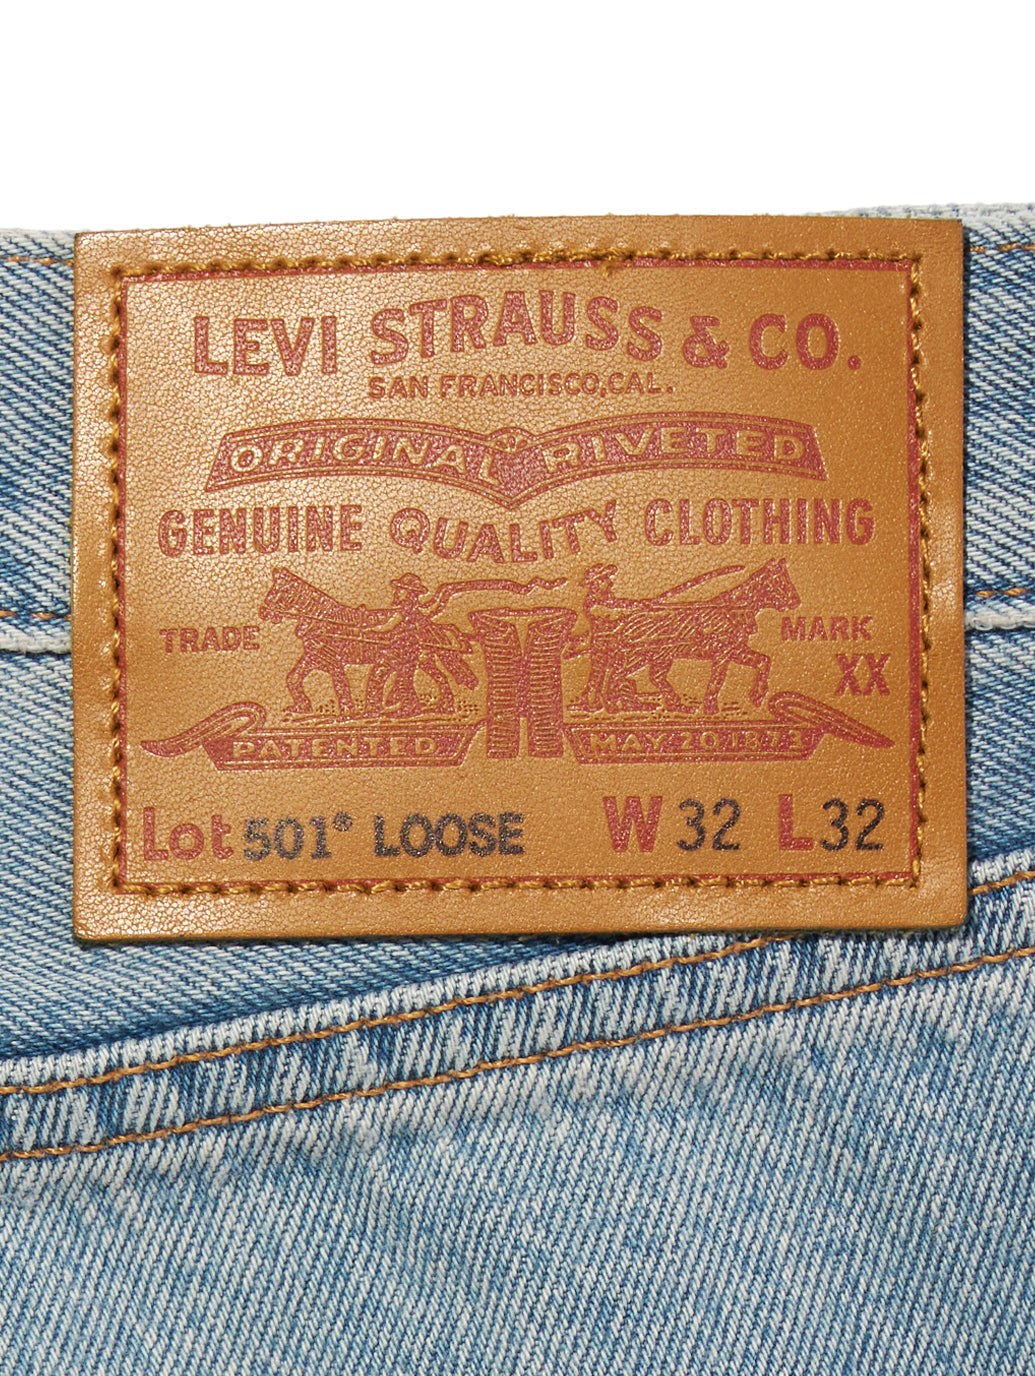 LEVI STRAUSS & CO.
SAN FRANCISCO, CAL.
ORIGINAL RIVETED
GENUINE QUALITY CLOTHING
TRADE MARK
XX
PATENTED MAY 20 1873
Lot 501® LOOSE W 32 L 32